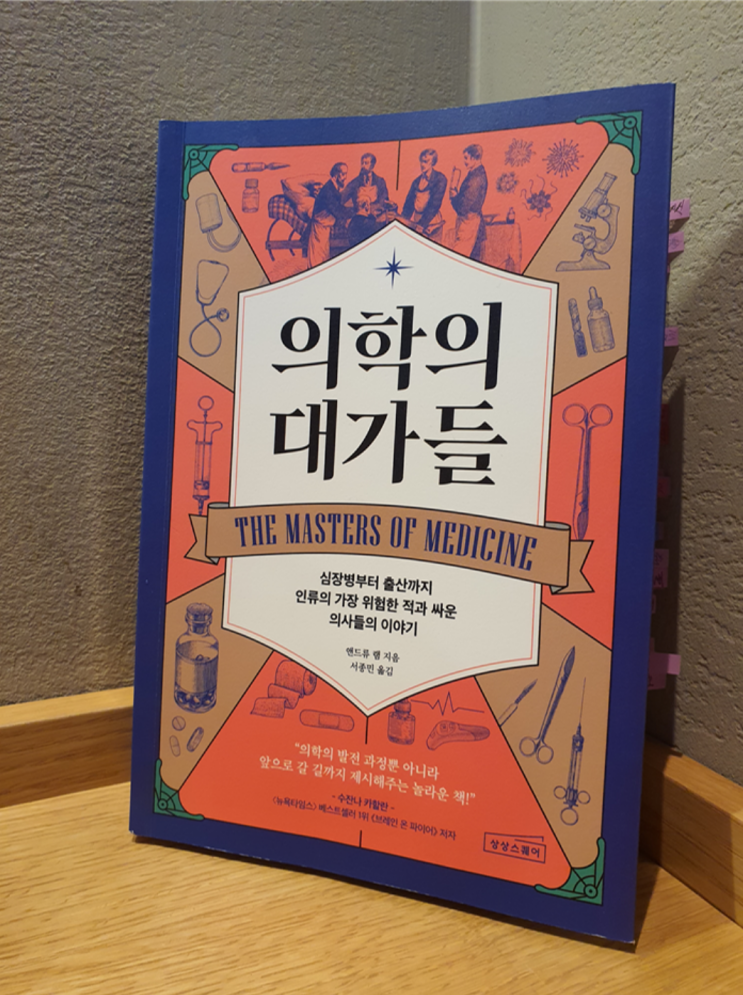 의학의
대가들
THE MASTERS OF MEDICINE
심장병부터 출산까지
인류의 가장 위험한 적과 싸운
의사들의 이야기
앤드류 램 지음
서종민 옮김
"의학의 발전 과정뿐 아니라
앞으로 갈 길까지 제시해주는 놀라운 책!"
- 수잔나 카할란 -
〈뉴욕타임스〉 베스트셀러 1위 《브레인 온 파이어》 저자
상상스퀘어